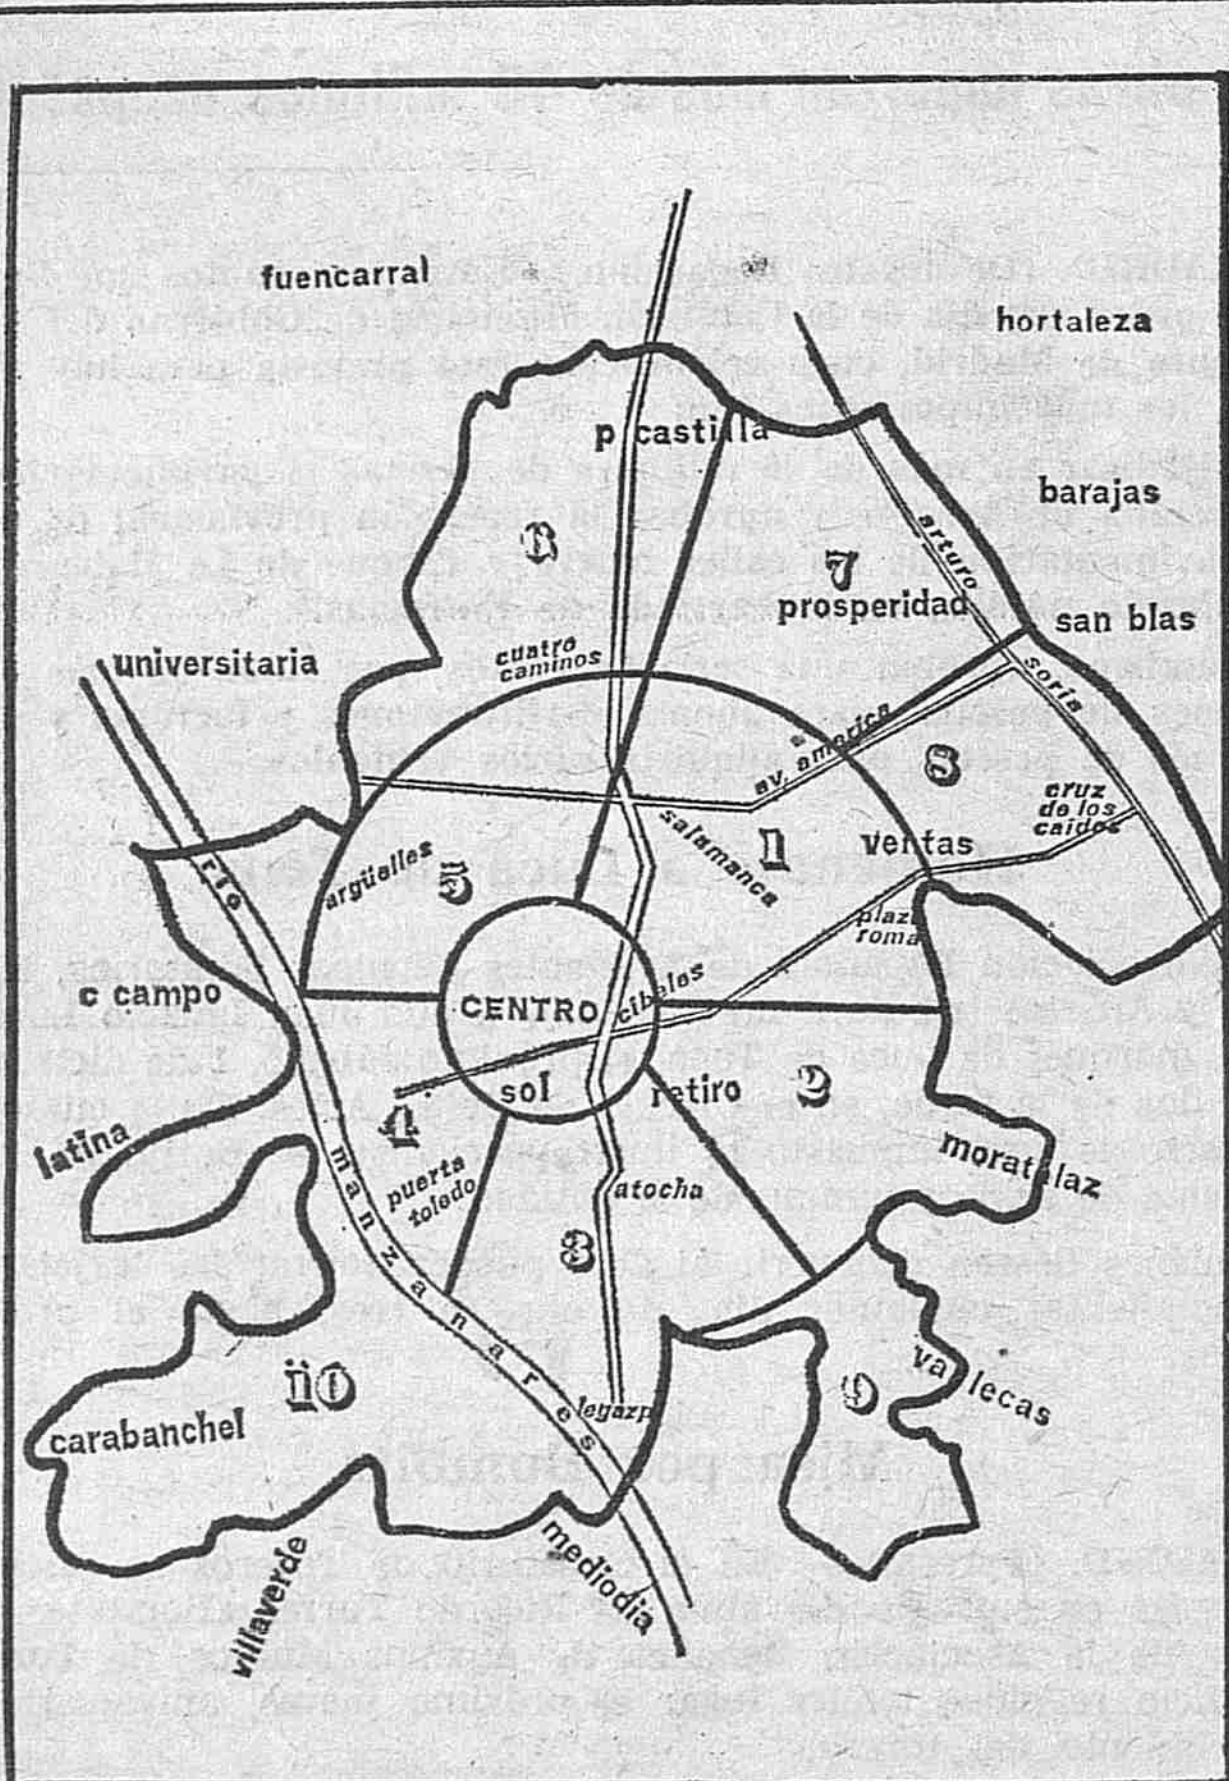 fuencarral
hortaleza
p castilla
barajas
6
arturo
7
prosperidad
san blas
cuatro
caminos
universitaria
soria
av. america
8
cruz
de los
caidos
salamanca
1
ventas
argüelles
5
rio
plaza
roma
c campo
CENTRO
cibeles
sol
retiro
2
4
latina
manzanares
puerta
toledo
moratalaz
atocha
3
vallecas
10
9
legazpi
carabanchel
mediodia
villaverde